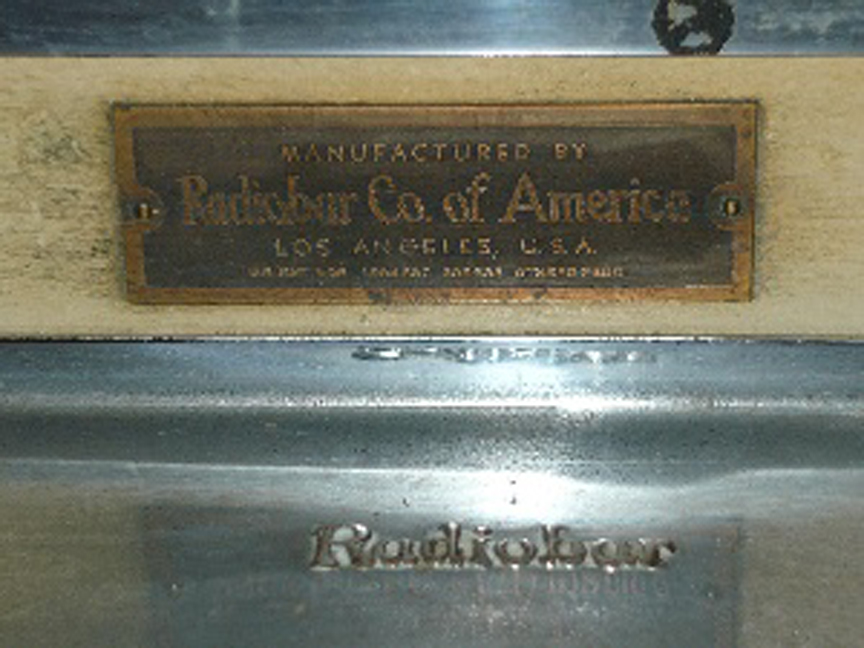 MANUFACTURED BY
Radiobar Co. of America
LOS ANGELES, U.S.A.
Radiobar